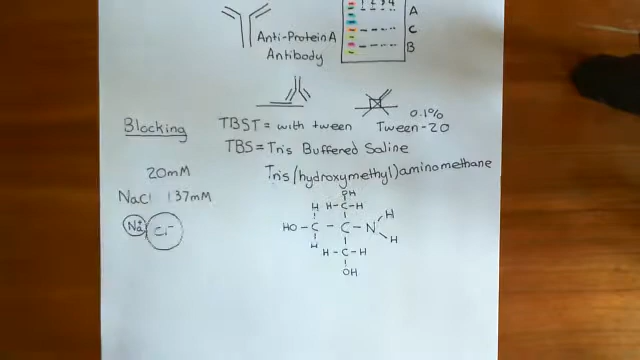 1 2 3 4
A
Anti-Protein A
C
Antibody
B
0.1%
Blocking
TBST = with tween
Tween-20
TBS = Tris Buffered Saline
20mM
Tris(hydroxymethyl)aminomethane
NaCl 137mM
OH
H H-C-H H
Na+ Cl-
HO-C-C-N
H H
H-C-H
OH